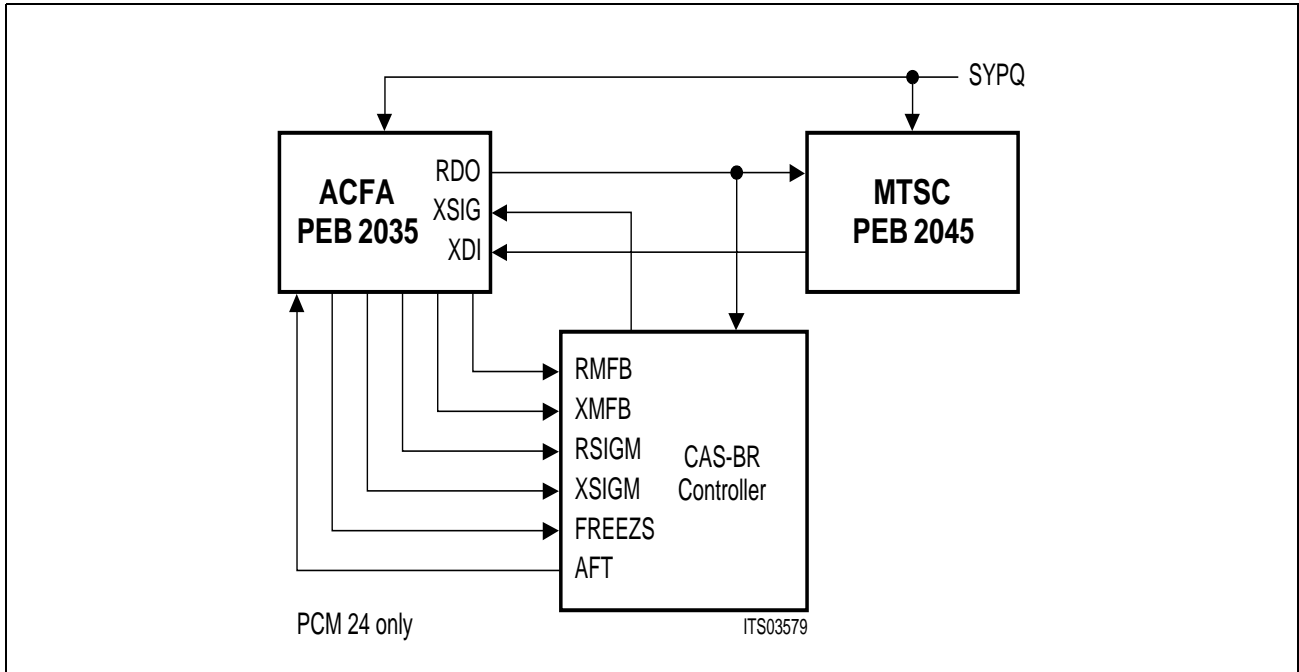 SYPQ
ACFA
PEB 2035
RDO
XSIG
XDI
MTSC
PEB 2045
RMFB
XMFB
RSIGM
XSIGM
FREEZS
AFT
CAS-BR
Controller
PCM 24 only
ITS03579